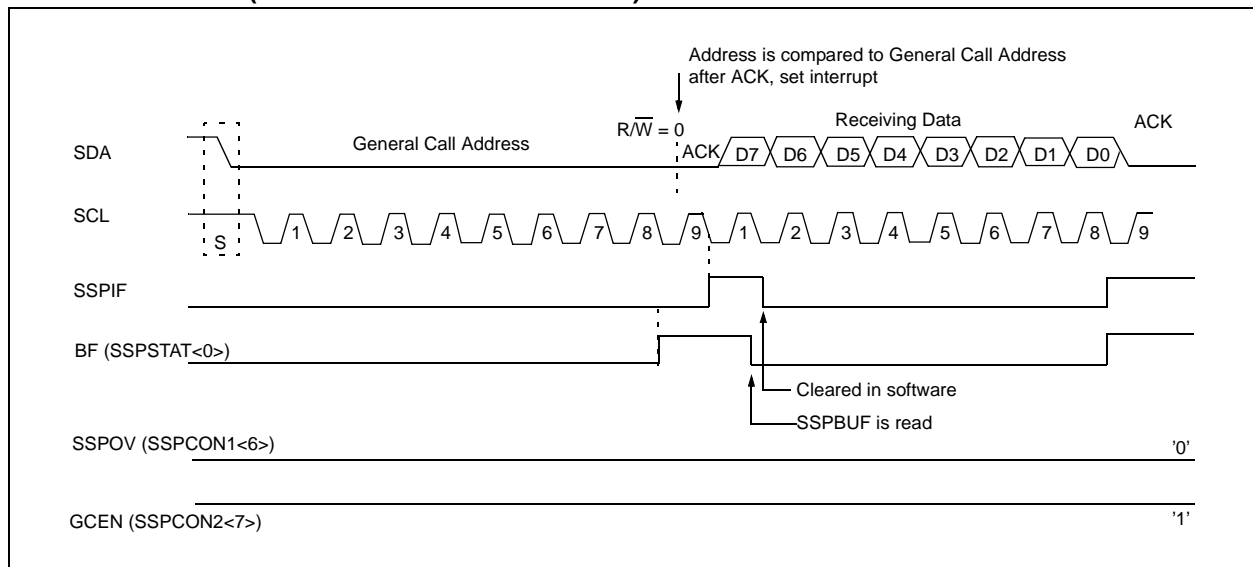 Address is compared to General Call Address
after ACK, set interrupt
SDA
General Call Address
R/W̅ = 0
ACK
Receiving Data
D7 D6 D5 D4 D3 D2 D1 D0
ACK
SCL
S
1 2 3 4 5 6 7 8 9 1 2 3 4 5 6 7 8 9
SSPIF
BF (SSPSTAT<0>)
Cleared in software
SSPBUF is read
SSPOV (SSPCON1<6>)
'0'
GCEN (SSPCON2<7>)
'1'